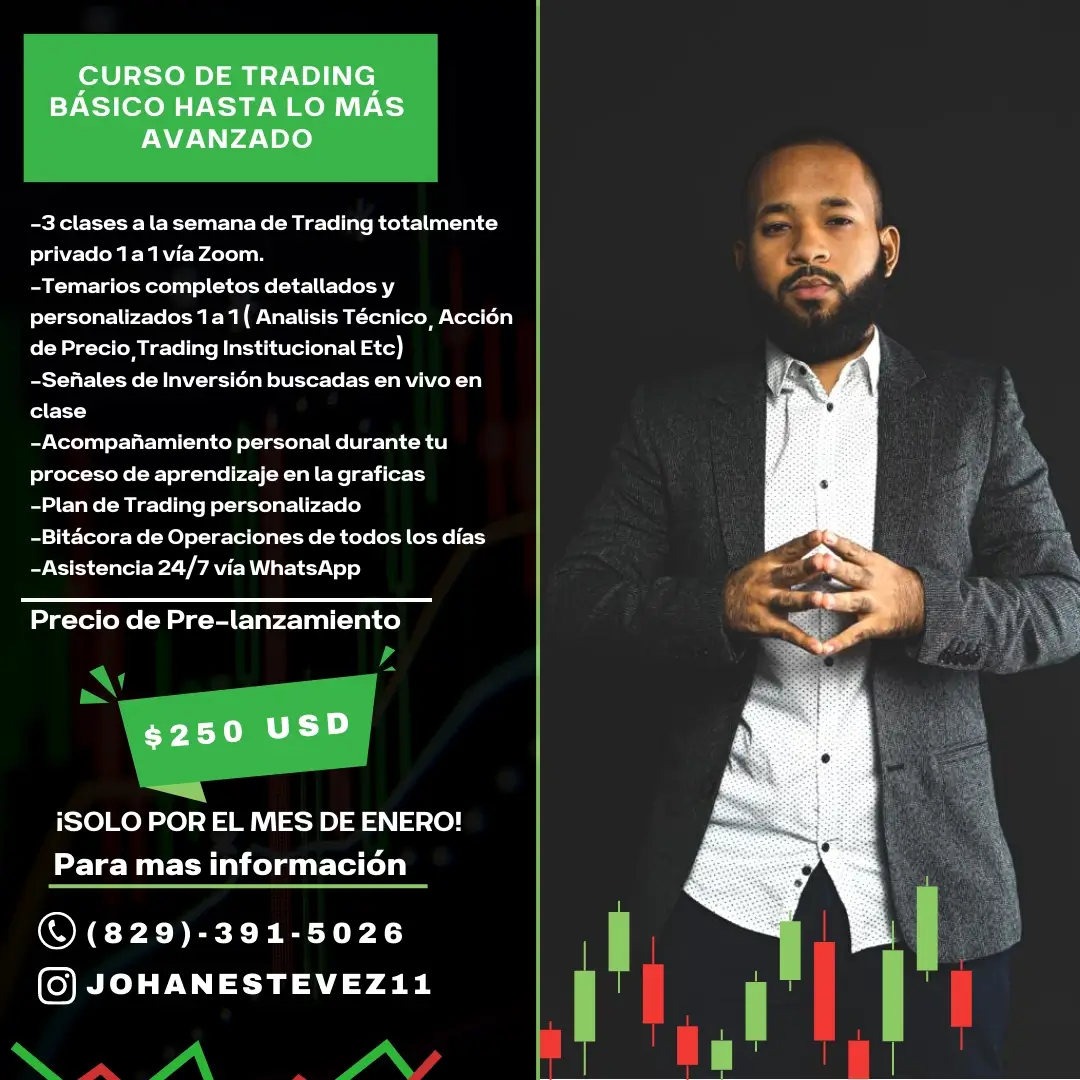 CURSO DE TRADING
BÁSICO HASTA LO MÁS
AVANZADO
-3 clases a la semana de Trading totalmente
privado 1 a 1 vía Zoom.
-Temarios completos detallados y
personalizados 1 a 1 ( Analisis Técnico, Acción
de Precio,Trading Institucional Etc)
-Señales de Inversión buscadas en vivo en
clase
-Acompañamiento personal durante tu
proceso de aprendizaje en la graficas
-Plan de Trading personalizado
-Bitácora de Operaciones de todos los días
-Asistencia 24/7 vía WhatsApp
Precio de Pre-lanzamiento
$250 USD
¡SOLO POR EL MES DE ENERO!
Para mas información
(829)-391-5026
JOHANESTEVEZ11